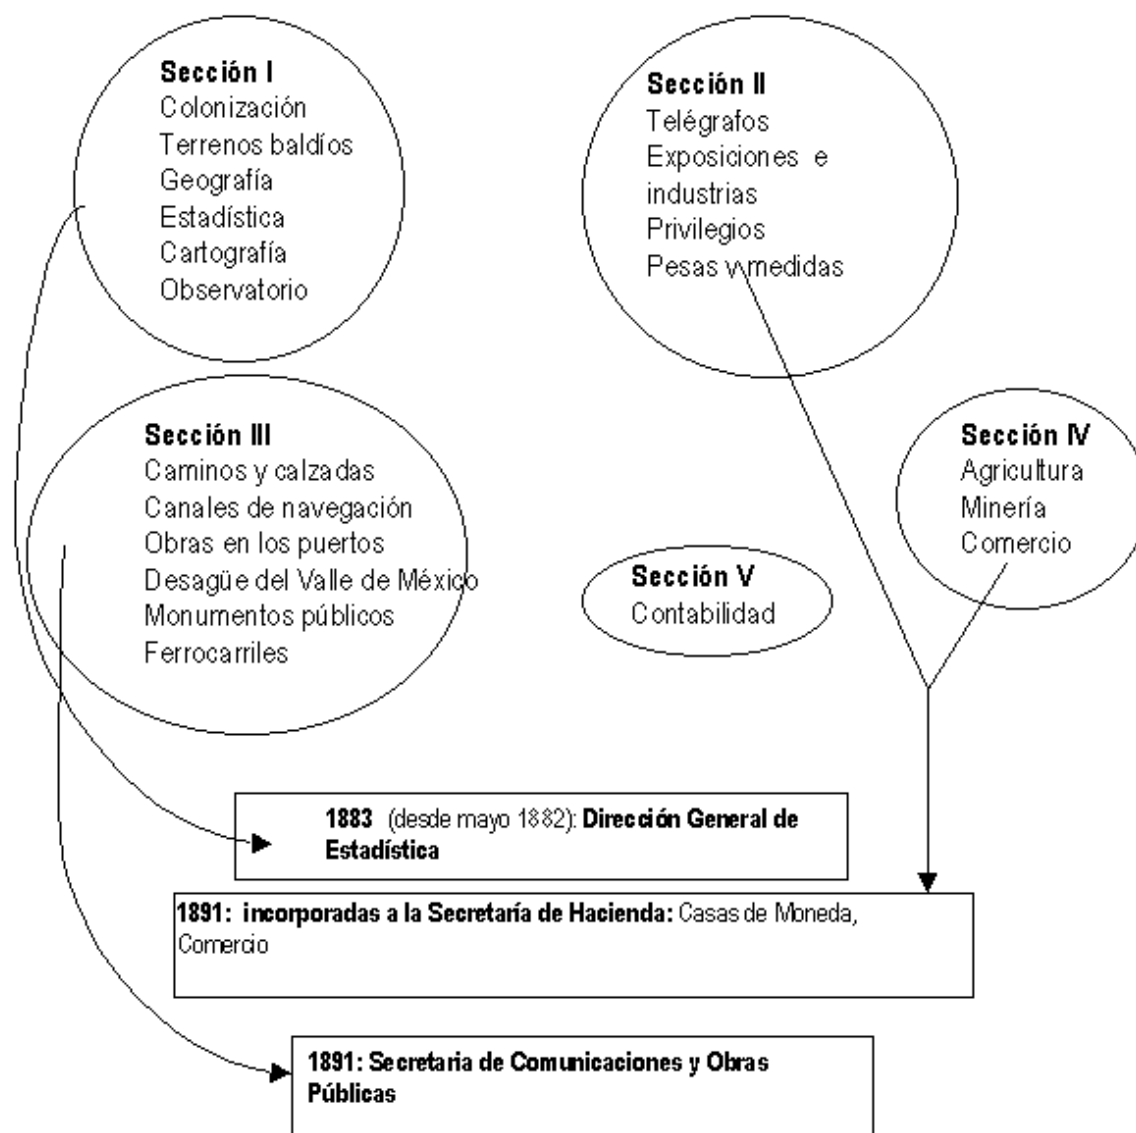 Sección I
Colonización
Terrenos baldíos
Geografía
Estadística
Cartografía
Observatorio
Sección II
Telégrafos
Exposiciones e
industrias
Privilegios
Pesas y medidas
Sección III
Caminos y calzadas
Canales de navegación
Obras en los puertos
Desagüe del Valle de México
Monumentos públicos
Ferrocarriles
Sección IV
Agricultura
Minería
Comercio
Sección V
Contabilidad
1883 (desde mayo 1882): Dirección General de
Estadística
1891: incorporadas a la Secretaría de Hacienda: Casas de Moneda,
Comercio
1891: Secretaria de Comunicaciones y Obras
Públicas